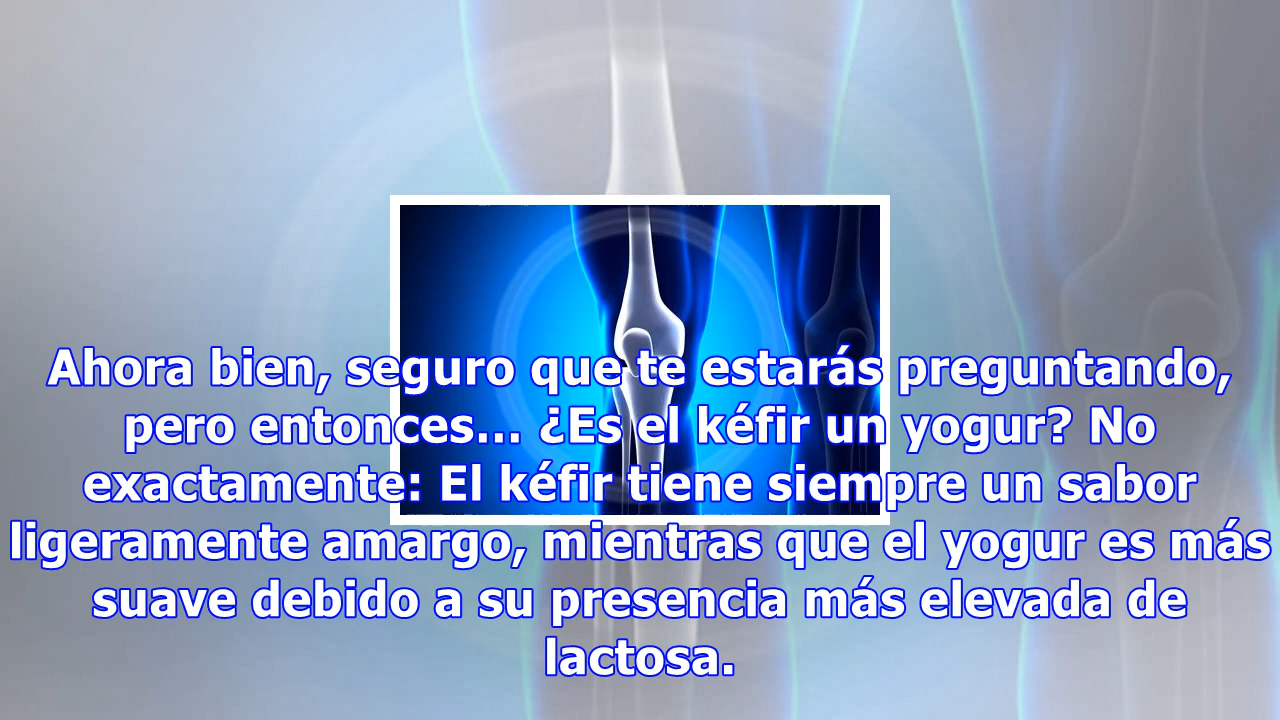 Ahora bien, seguro que te estarás preguntando,
pero entonces... ¿Es el kéfir un yogur? No
exactamente: El kéfir tiene siempre un sabor
ligeramente amargo, mientras que el yogur es más
suave debido a su presencia más elevada de
lactosa.